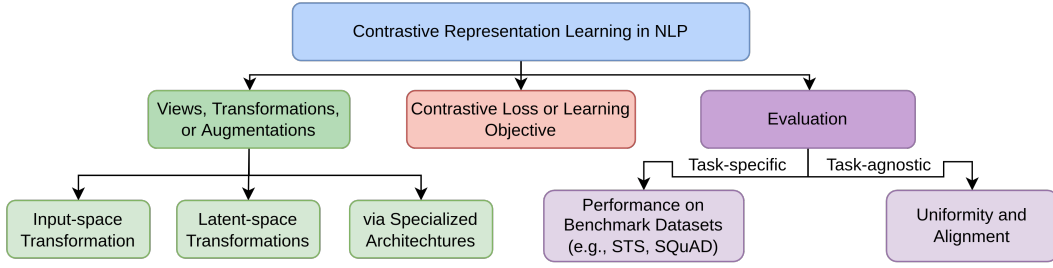 Contrastive Representation Learning in NLP
Views, Transformations,
or Augmentations
Contrastive Loss or Learning
Objective
Evaluation
Task-specific
Task-agnostic
Input-space
Transformation
Latent-space
Transformations
via Specialized
Architechtures
Performance on
Benchmark Datasets
(e.g., STS, SQuAD)
Uniformity and
Alignment